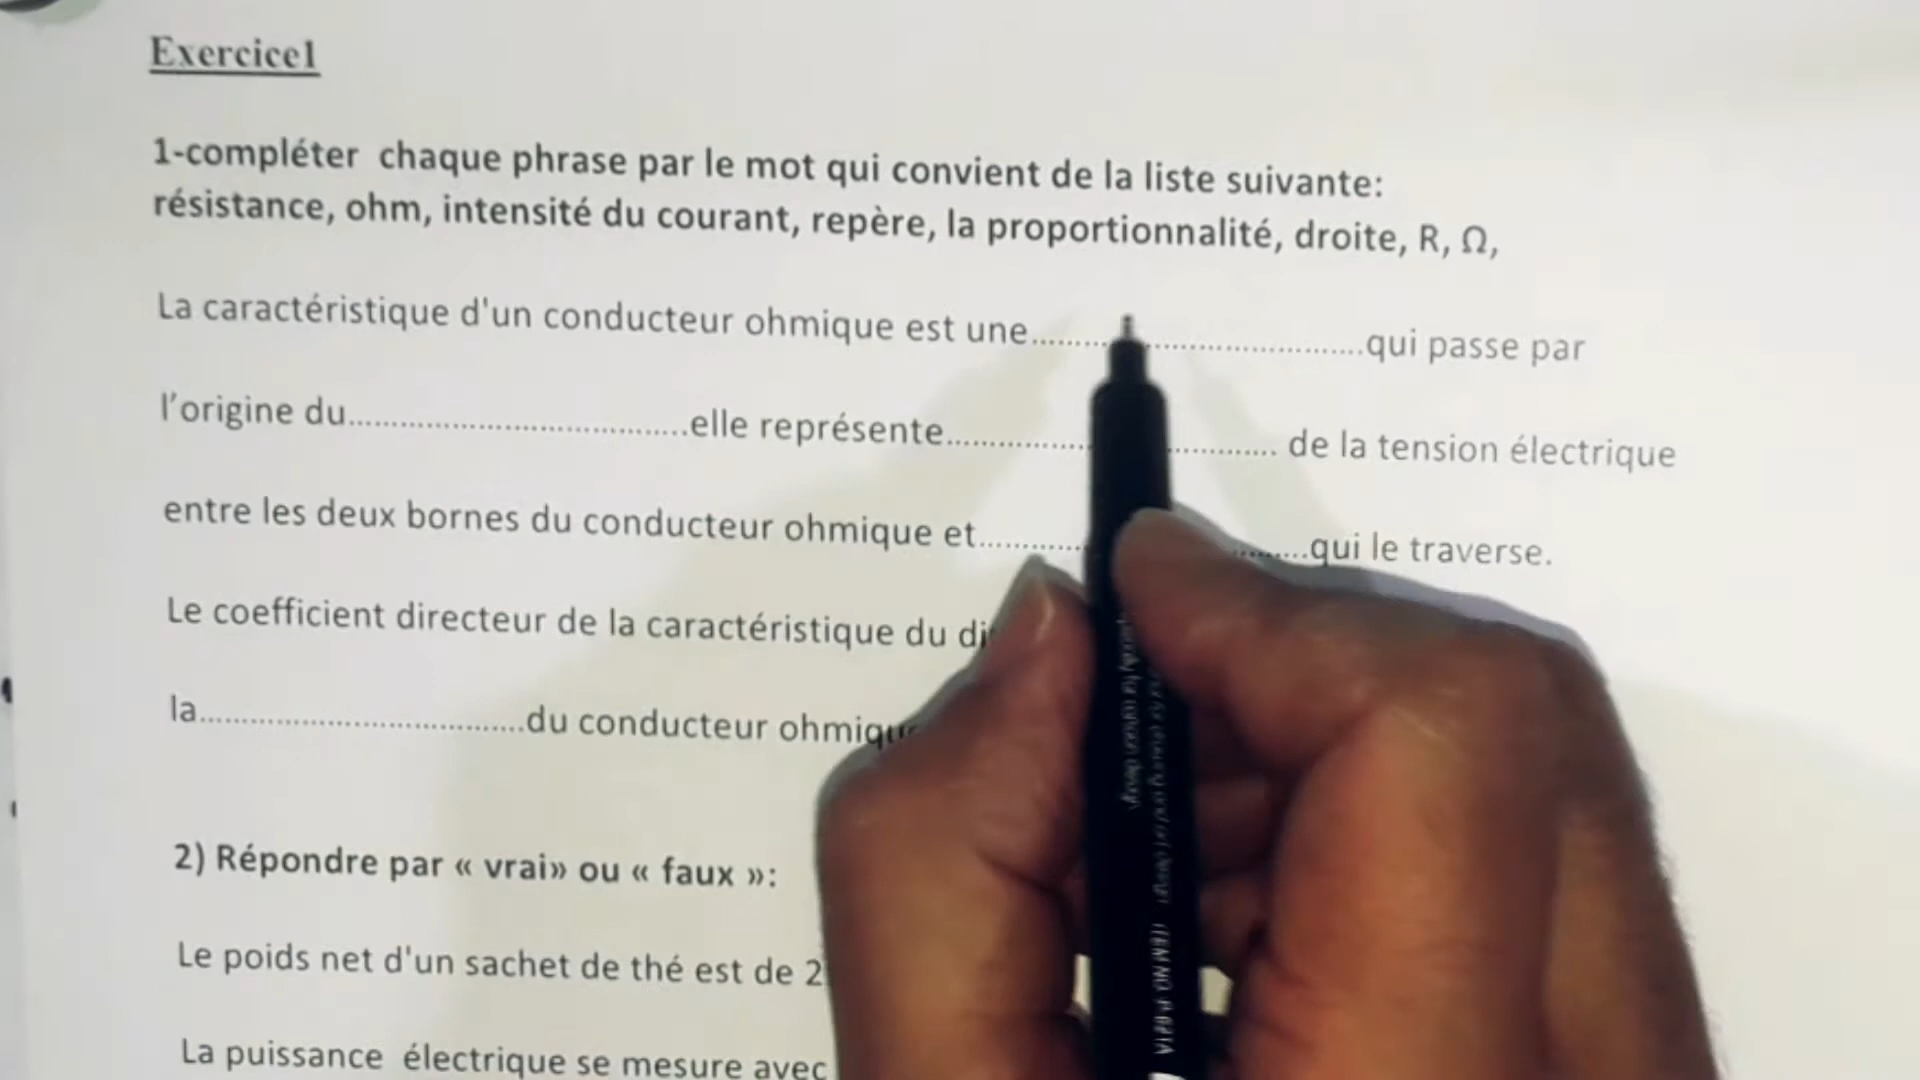 Exercice1
1-compléter chaque phrase par le mot qui convient de la liste suivante:
résistance, ohm, intensité du courant, repère, la proportionnalité, droite, R, Ω,
La caractéristique d'un conducteur ohmique est une..................................qui passe par
l'origine du..................................elle représente.................................. de la tension électrique
entre les deux bornes du conducteur ohmique et..................................qui le traverse.
Le coefficient directeur de la caractéristique du
la..................................du conducteur
2) Répondre par « vrai» ou « faux »:
Le poids net d'un sachet de thé est de 2
La puissance électrique se mesure avec